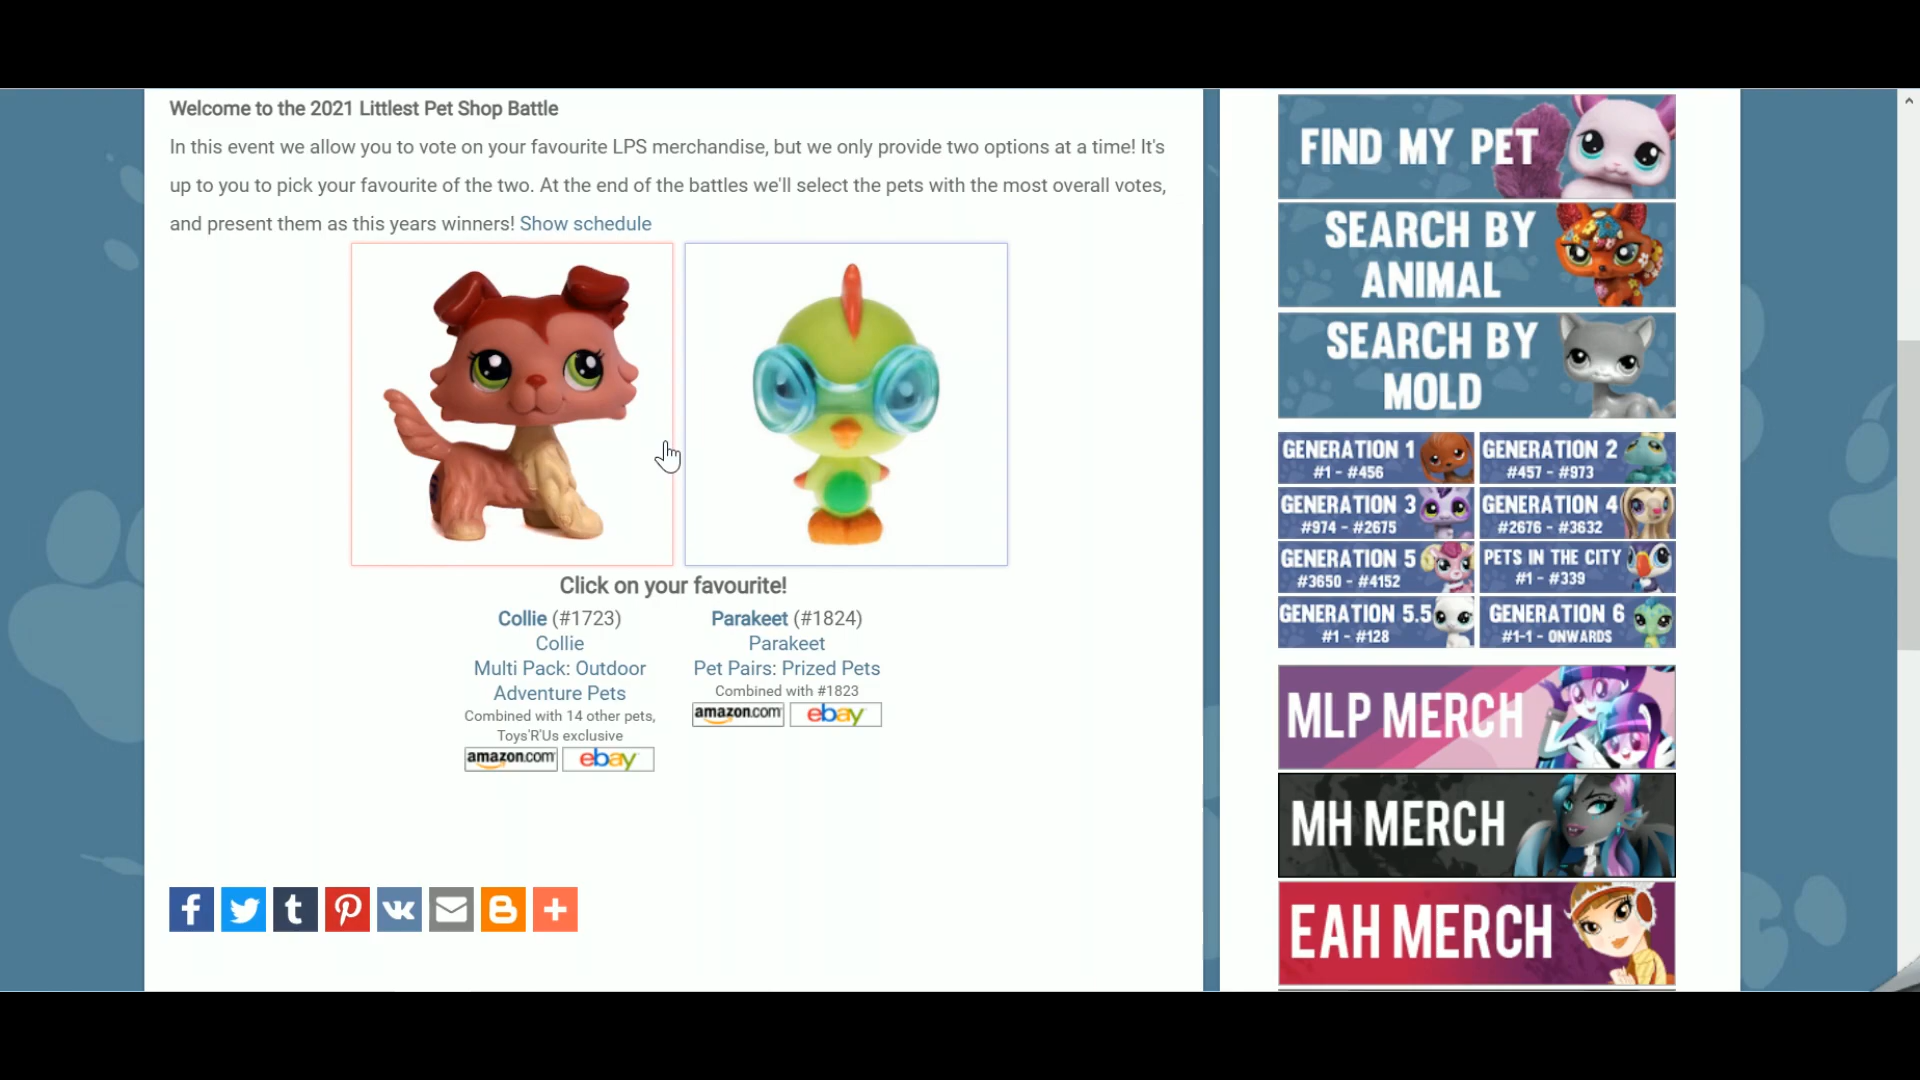 Welcome to the 2021 Littlest Pet Shop Battle
In this event we allow you to vote on your favourite LPS merchandise, but we only provide two options at a time! It's
up to you to pick your favourite of the two. At the end of the battles we'll select the pets with the most overall votes,
and present them as this years winners! Show schedule
Click on your favourite!
Collie (#1723)
Collie
Multi Pack: Outdoor
Adventure Pets
Combined with 14 other pets,
Toys'R'Us exclusive
amazon.com ebay
Parakeet (#1824)
Parakeet
Pet Pairs: Prized Pets
Combined with #1823
amazon.com ebay
FIND MY PET
SEARCH BY
ANIMAL
SEARCH BY
MOLD
GENERATION 1
#1 - #456
GENERATION 2
#457 - #973
GENERATION 3
#974 - #2675
GENERATION 4
#2676 - #3632
GENERATION 5
#3650 - #4152
PETS IN THE CITY
#1 - #339
GENERATION 5.5
#1 - #128
GENERATION 6
#1-1 - ONWARDS
MLP MERCH
MH MERCH
EAH MERCH